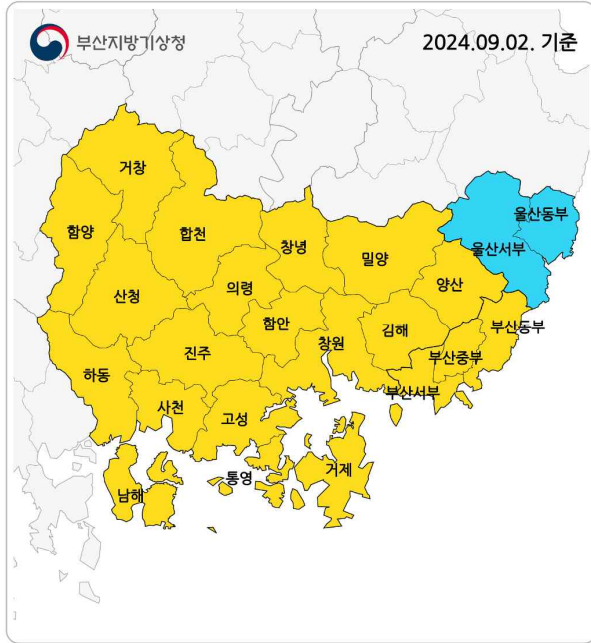 부산지방기상청
2024.09.02. 기준
거창
함양
합천
창녕
밀양
울산동부
울산서부
산청
의령
양산
함안
창원
김해
부산동부
진주
부산중부
하동
사천
고성
부산서부
통영
거제
남해